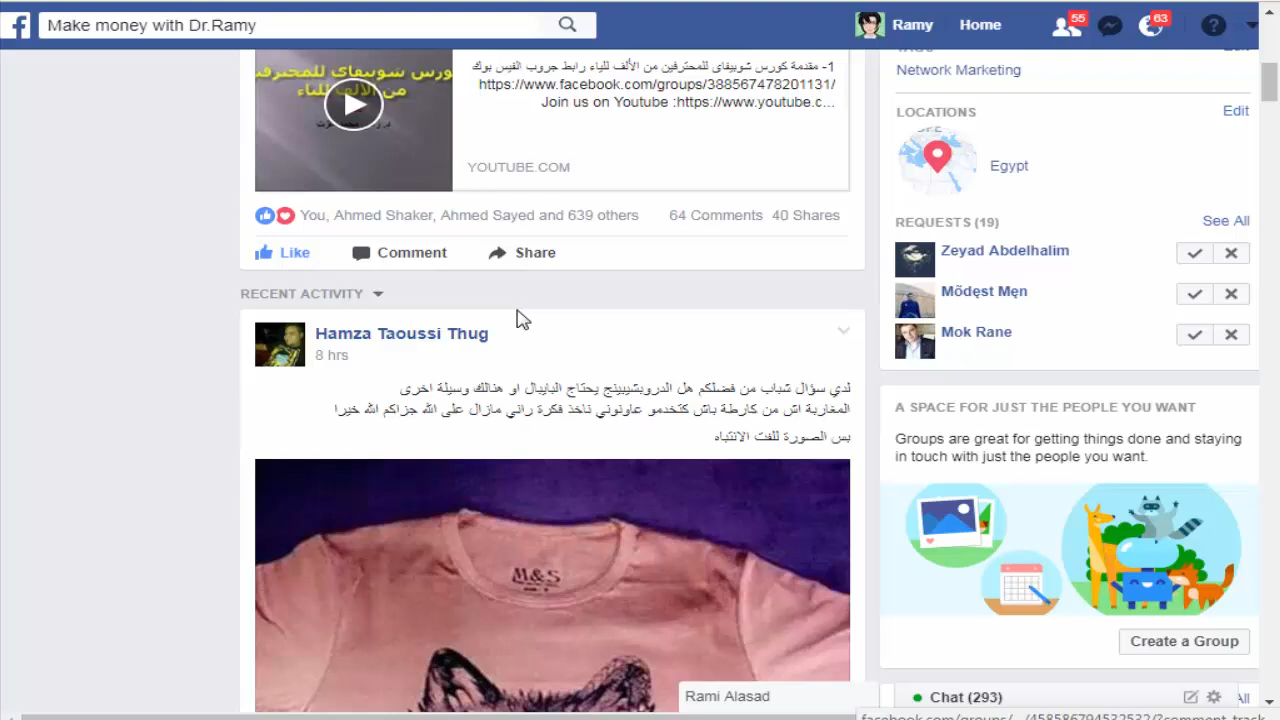 Make money with Dr.Ramy
Ramy
Home
55
63
كورس شوبيفاى للمحترفين
من الألف للياء
1- مقدمة كورس شوبيفاى للمحترفين من الألف للياء رابط جروب الفيس بوك
https://www.facebook.com/groups/388567478201131/
Join us on Youtube :https://www.youtube.c...
YOUTUBE.COM
You, Ahmed Shaker, Ahmed Sayed and 639 others
64 Comments 40 Shares
Like
Comment
Share
RECENT ACTIVITY
Hamza Taoussi Thug
8 hrs
لدي سؤال شباب من فضلكم هل الدروبشيبينج يحتاج البايبال او هنالك وسيلة اخرى
المغاربة اش من كارطة باش كتخدمو عاونوني ناخذ فكرة راني مازال على الله جزاكم الله خيرا
بس الصورة للفت الانتباه
M&S
Network Marketing
LOCATIONS
Edit
Egypt
REQUESTS (19)
See All
Zeyad Abdelhalim
Mődęst Męn
Mok Rane
A SPACE FOR JUST THE PEOPLE YOU WANT
Groups are great for getting things done and staying
in touch with just the people you want.
Create a Group
Rami Alasad
Chat (293)